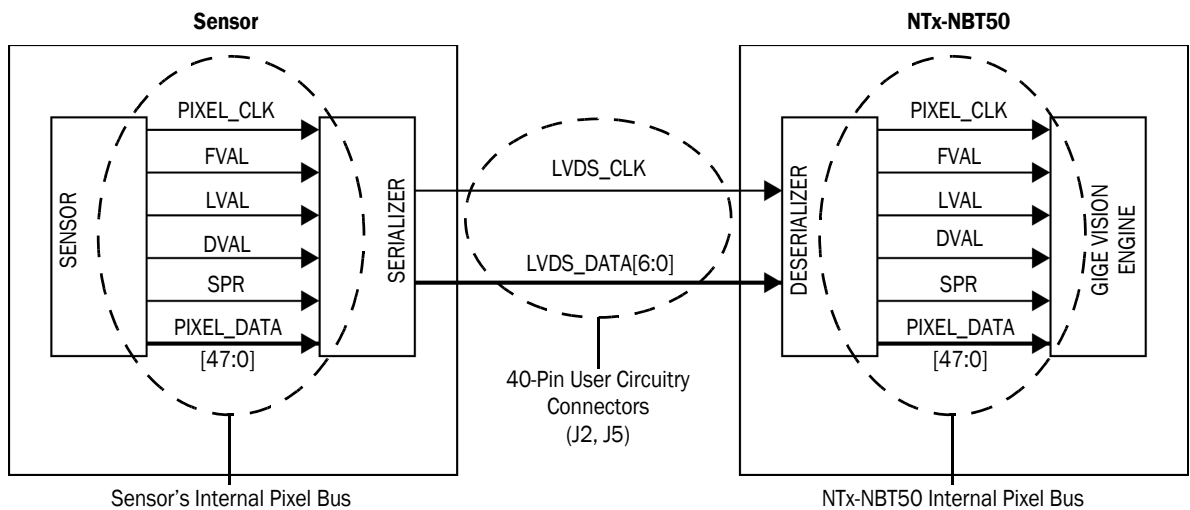 Sensor
NTx-NBT50
PIXEL_CLK
FVAL
LVAL
DVAL
SPR
PIXEL_DATA
[47:0]
SENSOR
SERIALIZER
LVDS_CLK
LVDS_DATA[6:0]
40-Pin User Circuitry
Connectors
(J2, J5)
DESERIALIZER
PIXEL_CLK
FVAL
LVAL
DVAL
SPR
PIXEL_DATA
[47:0]
GIGE VISION
ENGINE
Sensor's Internal Pixel Bus
NTx-NBT50 Internal Pixel Bus